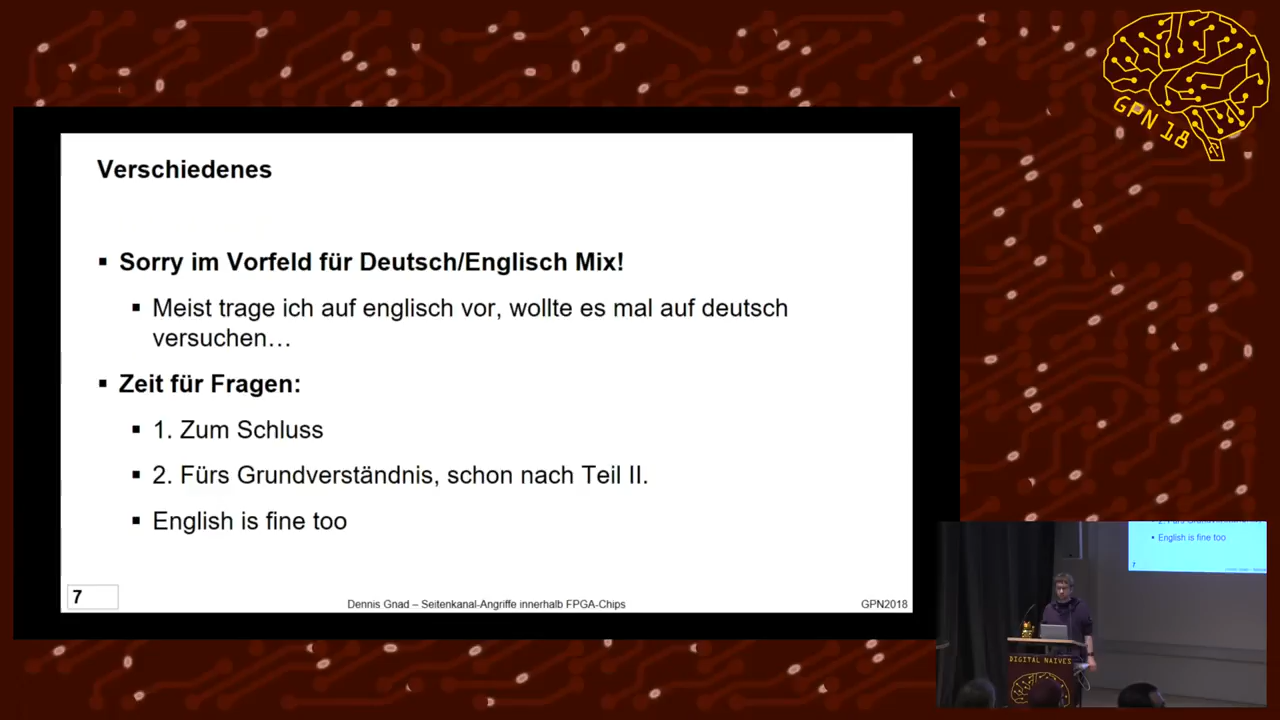 GPN 18
Verschiedenes
▪ Sorry im Vorfeld für Deutsch/Englisch Mix!
▪ Meist trage ich auf englisch vor, wollte es mal auf deutsch
versuchen…
▪ Zeit für Fragen:
▪ 1. Zum Schluss
▪ 2. Fürs Grundverständnis, schon nach Teil II.
▪ English is fine too
7
Dennis Gnad – Seitenkanal-Angriffe innerhalb FPGA-Chips
GPN2018
▪ English is fine too
7
DIGITAL NAIVES